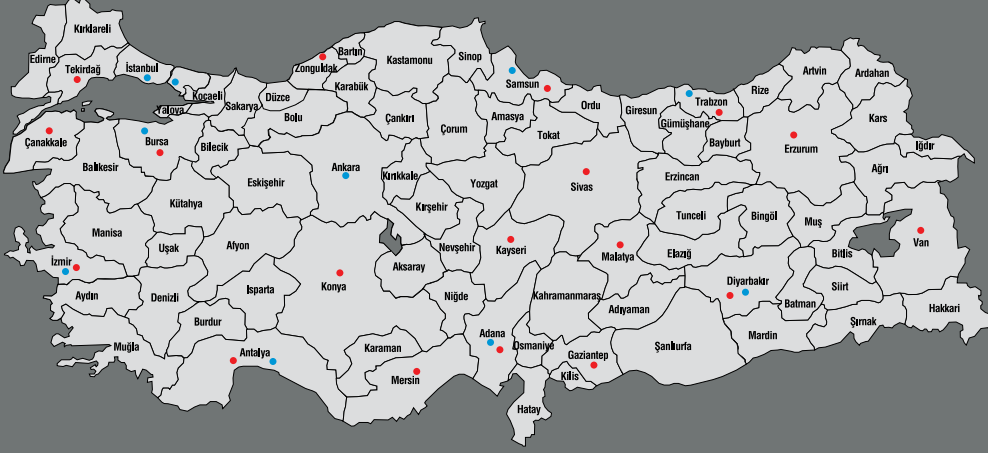 Kırklareli
Edirne
Tekirdağ
İstanbul
Kocaeli
Yalova
Sakarya
Düzce
Zonguldak
Bartın
Karabük
Kastamonu
Sinop
Samsun
Ordu
Giresun
Trabzon
Rize
Artvin
Ardahan
Kars
Iğdır
Çanakkale
Bursa
Bilecik
Bolu
Çankırı
Çorum
Amasya
Tokat
Gümüşhane
Bayburt
Erzurum
Ağrı
Balıkesir
Eskişehir
Ankara
Kırıkkale
Yozgat
Sivas
Erzincan
Kütahya
Kırşehir
Tunceli
Bingöl
Muş
Van
Manisa
Uşak
Afyon
Nevşehir
Kayseri
Malatya
Elazığ
Bitlis
İzmir
Aksaray
Konya
Aydın
Denizli
Isparta
Niğde
Kahramanmaraş
Adıyaman
Diyarbakır
Batman
Siirt
Hakkari
Şırnak
Muğla
Burdur
Antalya
Karaman
Mersin
Adana
Osmaniye
Gaziantep
Kilis
Şanlıurfa
Mardin
Hatay